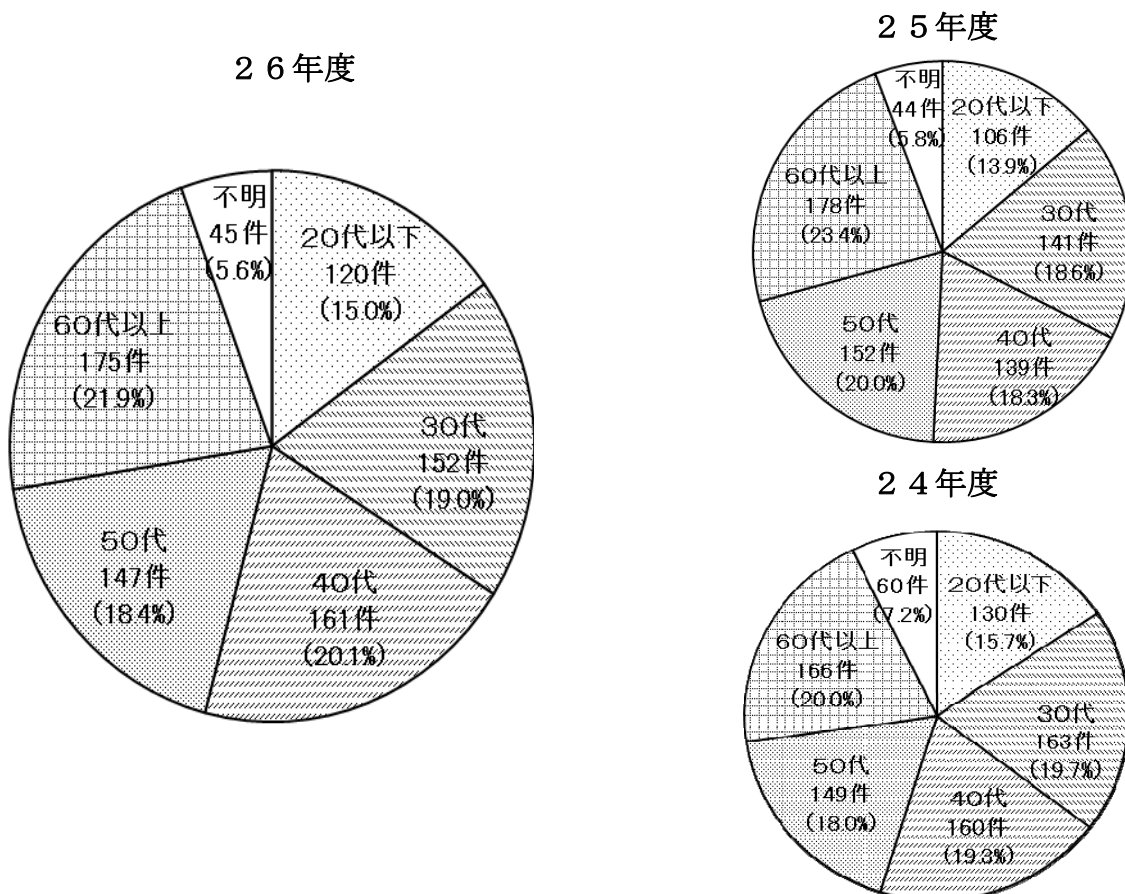 ２６年度
不明
45件
(5.6%)
20代以下
120件
(15.0%)
30代
152件
(19.0%)
40代
161件
(20.1%)
50代
147件
(18.4%)
60代以上
175件
(21.9%)
２５年度
不明
44件
(5.8%)
20代以下
106件
(13.9%)
30代
141件
(18.6%)
40代
139件
(18.3%)
50代
152件
(20.0%)
60代以上
178件
(23.4%)
２４年度
不明
60件
(7.2%)
20代以下
130件
(15.7%)
30代
163件
(19.7%)
40代
160件
(19.3%)
50代
149件
(18.0%)
60代以上
166件
(20.0%)